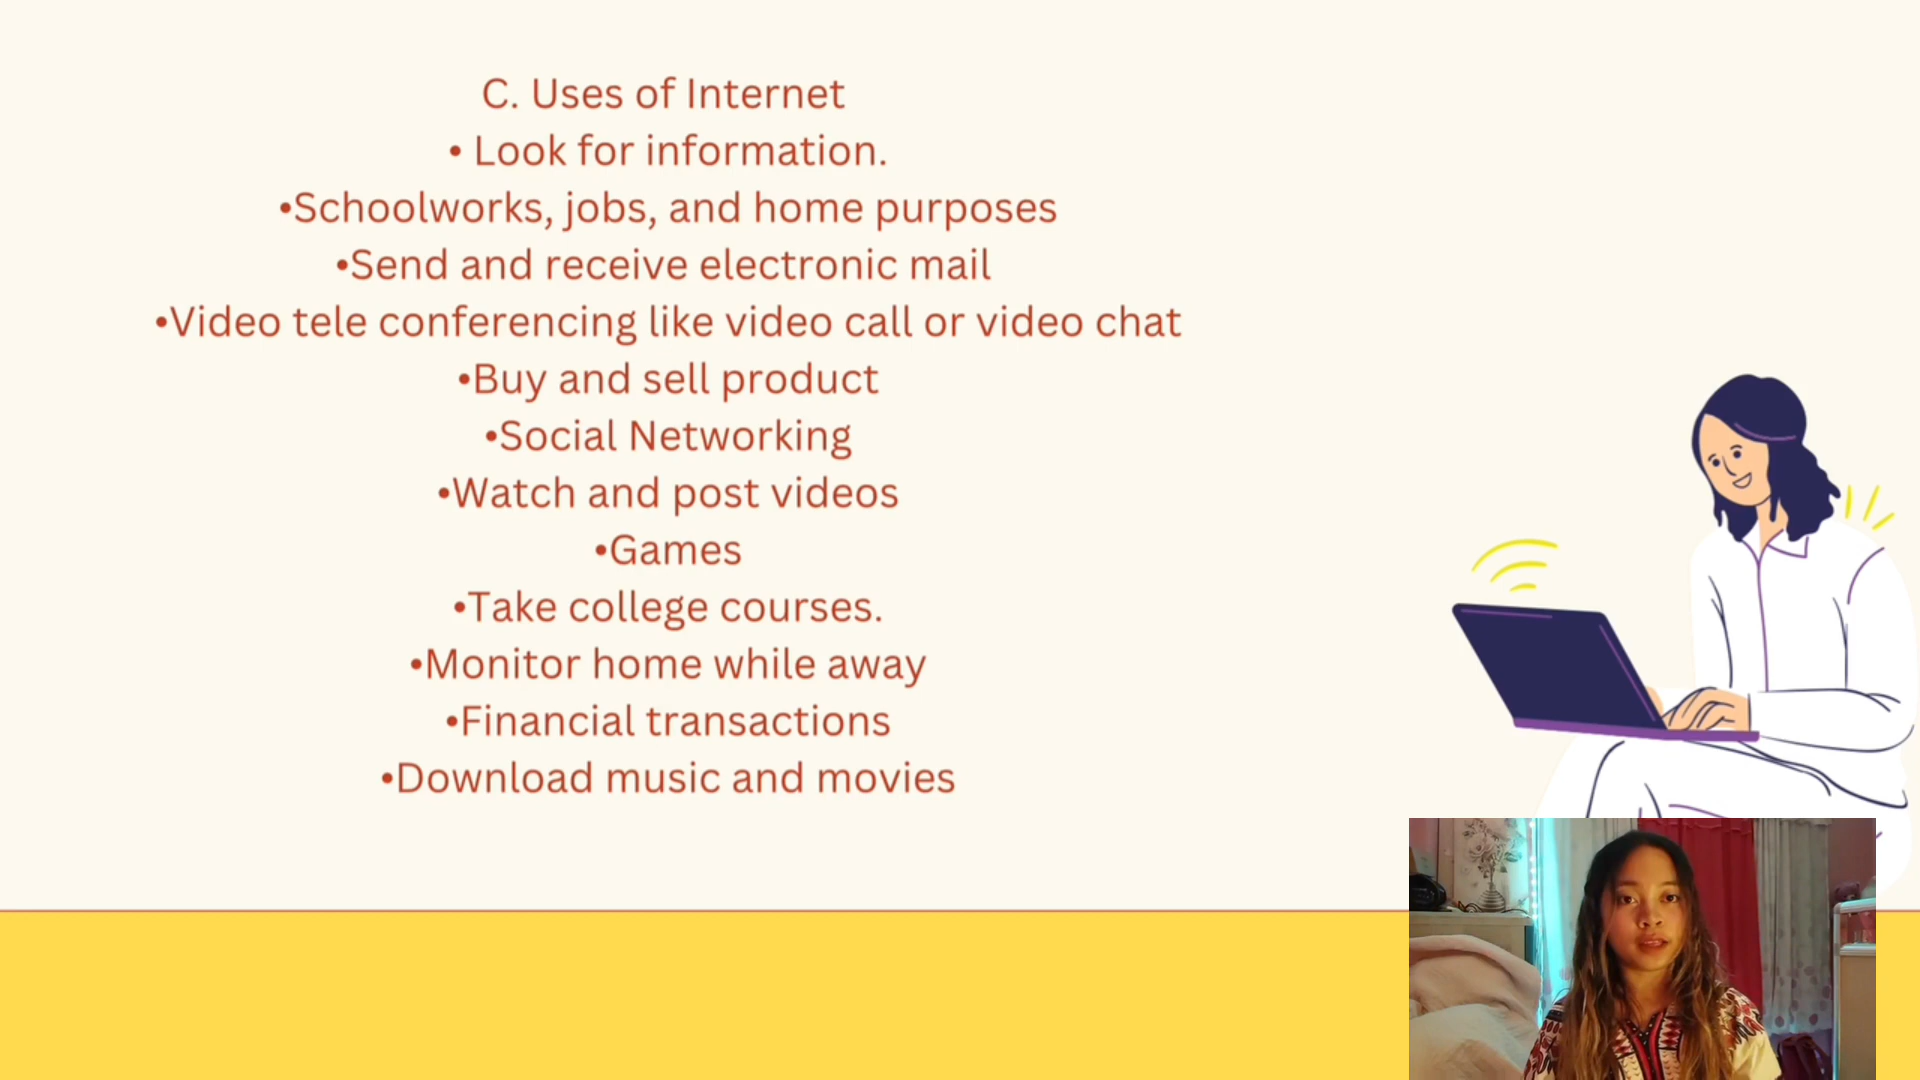 C. Uses of Internet
• Look for information.
•Schoolworks, jobs, and home purposes
•Send and receive electronic mail
•Video tele conferencing like video call or video chat
•Buy and sell product
•Social Networking
•Watch and post videos
•Games
•Take college courses.
•Monitor home while away
•Financial transactions
•Download music and movies